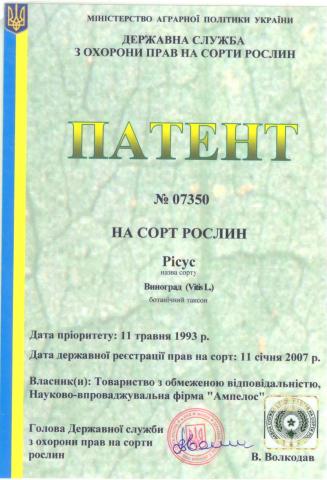 МІНІСТЕРСТВО АГРАРНОЇ ПОЛІТИКИ УКРАЇНИ
ДЕРЖАВНА СЛУЖБА
З ОХОРОНИ ПРАВ НА СОРТИ РОСЛИН
ПАТЕНТ
№ 07350
НА СОРТ РОСЛИН
Рісус
назва сорту
Виноград (Vitis L.)
ботанічний таксон
Дата пріоритету: 11 травня 1993 р.
Дата державної реєстрації прав на сорт: 11 січня 2007 р.
Власник(и): Товариство з обмеженою відповідальністю,
Науково-впроваджувальна фірма "Ампелос"
Голова Державної служби
з охорони прав на сорти
рослин
В. Волкодав